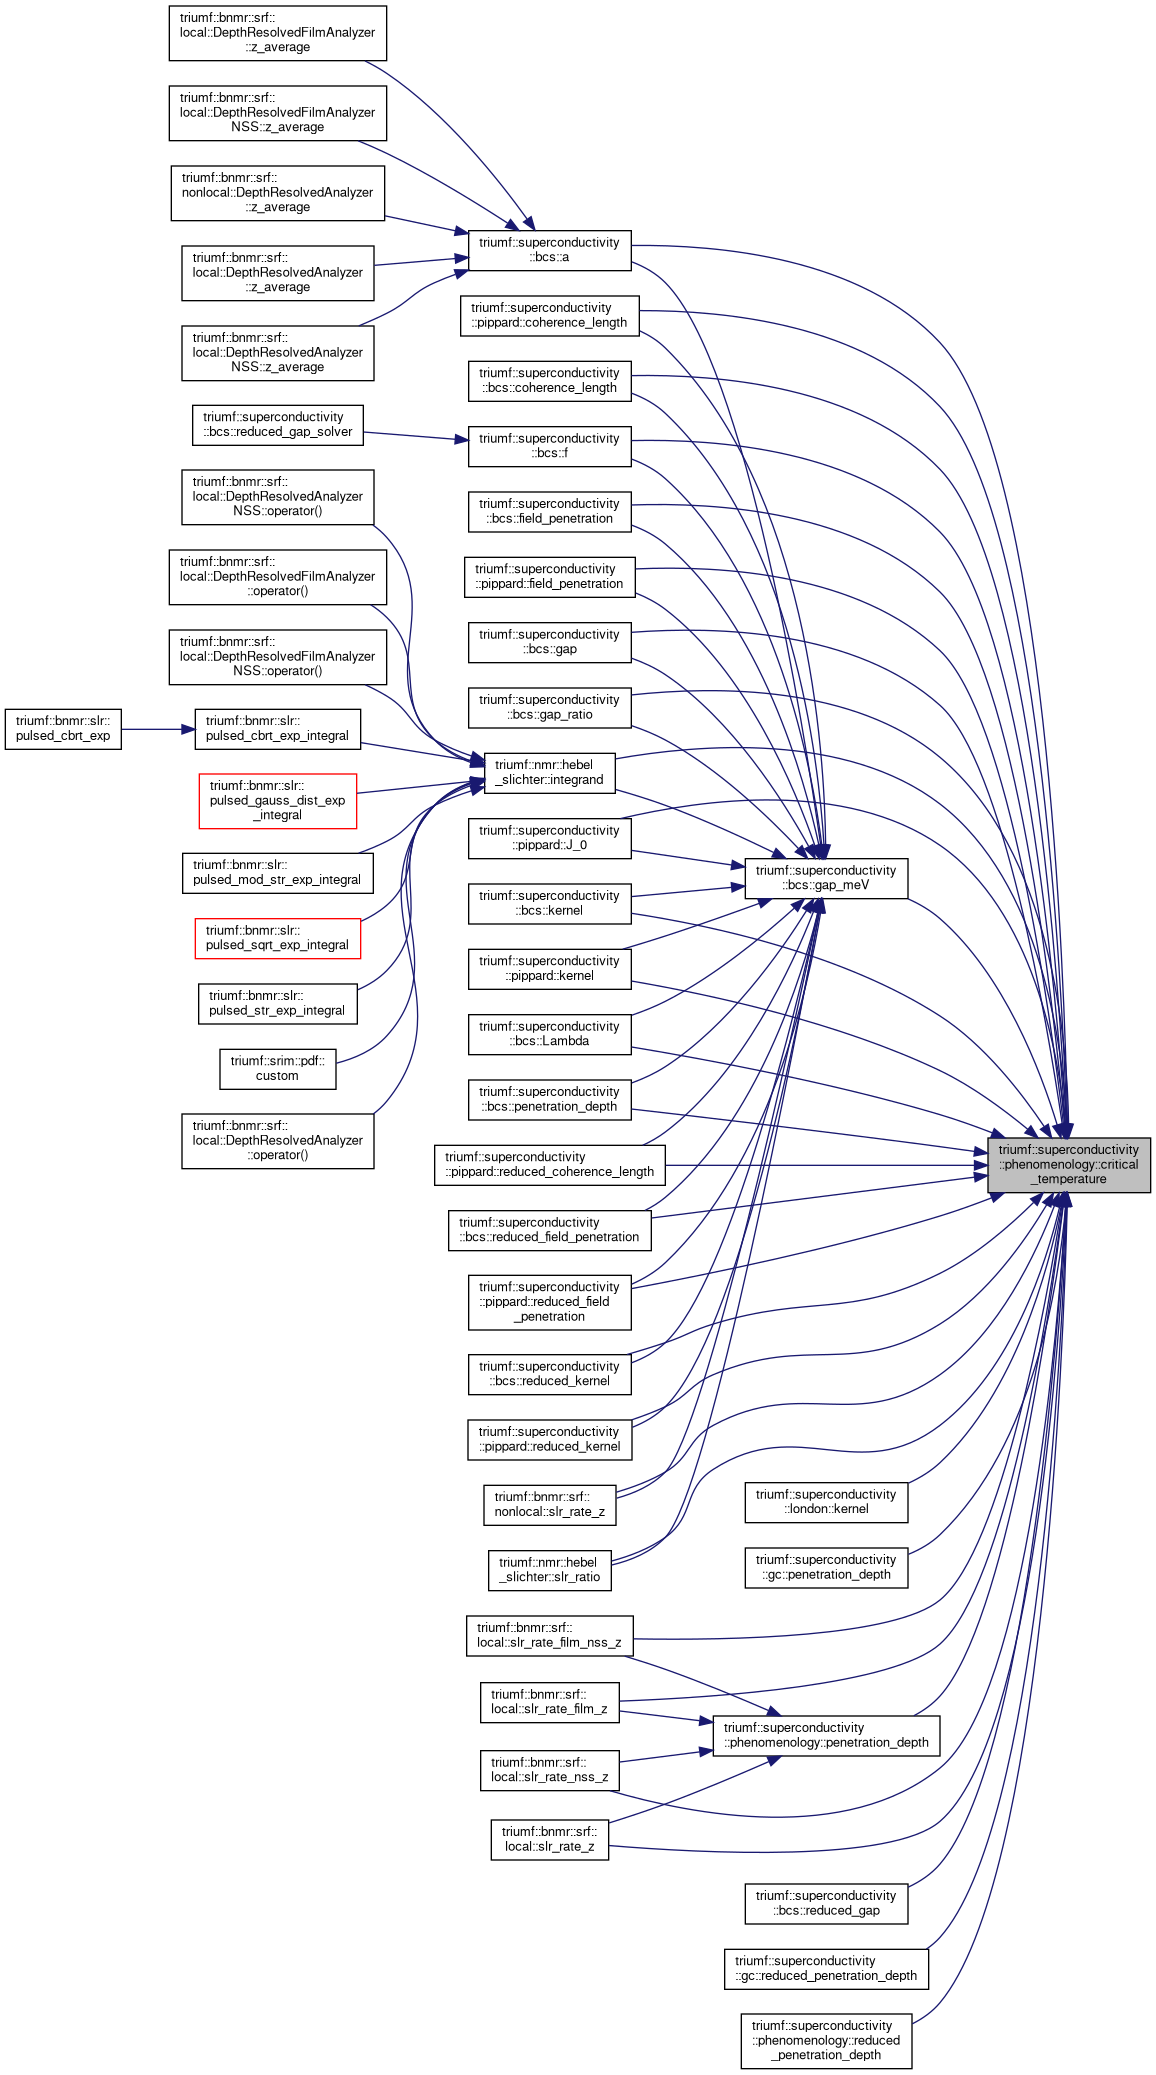 triumf::bnmr::srf::
local::DepthResolvedFilmAnalyzer
::z_average
triumf::bnmr::srf::
local::DepthResolvedFilmAnalyzer
NSS::z_average
triumf::bnmr::srf::
nonlocal::DepthResolvedAnalyzer
::z_average
triumf::bnmr::srf::
local::DepthResolvedAnalyzer
::z_average
triumf::bnmr::srf::
local::DepthResolvedAnalyzer
NSS::z_average
triumf::superconductivity
::bcs::reduced_gap_solver
triumf::bnmr::srf::
local::DepthResolvedAnalyzer
NSS::operator()
triumf::bnmr::srf::
local::DepthResolvedFilmAnalyzer
::operator()
triumf::bnmr::srf::
local::DepthResolvedFilmAnalyzer
NSS::operator()
triumf::bnmr::slr::
pulsed_cbrt_exp
triumf::bnmr::slr::
pulsed_cbrt_exp_integral
triumf::bnmr::slr::
pulsed_gauss_dist_exp
_integral
triumf::bnmr::slr::
pulsed_mod_str_exp_integral
triumf::bnmr::slr::
pulsed_sqrt_exp_integral
triumf::bnmr::slr::
pulsed_str_exp_integral
triumf::srim::pdf::
custom
triumf::bnmr::srf::
local::DepthResolvedAnalyzer
::operator()
triumf::superconductivity
::bcs::a
triumf::superconductivity
::pippard::coherence_length
triumf::superconductivity
::bcs::coherence_length
triumf::superconductivity
::bcs::f
triumf::superconductivity
::bcs::field_penetration
triumf::superconductivity
::pippard::field_penetration
triumf::superconductivity
::bcs::gap
triumf::superconductivity
::bcs::gap_ratio
triumf::nmr::hebel
_slichter::integrand
triumf::superconductivity
::pippard::J_0
triumf::superconductivity
::bcs::kernel
triumf::superconductivity
::pippard::kernel
triumf::superconductivity
::bcs::Lambda
triumf::superconductivity
::bcs::penetration_depth
triumf::superconductivity
::pippard::reduced_coherence_length
triumf::superconductivity
::bcs::reduced_field_penetration
triumf::superconductivity
::pippard::reduced_field
_penetration
triumf::superconductivity
::bcs::reduced_kernel
triumf::superconductivity
::pippard::reduced_kernel
triumf::bnmr::srf::
nonlocal::slr_rate_z
triumf::nmr::hebel
_slichter::slr_ratio
triumf::bnmr::srf::
local::slr_rate_film_nss_z
triumf::bnmr::srf::
local::slr_rate_film_z
triumf::bnmr::srf::
local::slr_rate_nss_z
triumf::bnmr::srf::
local::slr_rate_z
triumf::superconductivity
::bcs::gap_meV
triumf::superconductivity
::london::kernel
triumf::superconductivity
::gc::penetration_depth
triumf::superconductivity
::phenomenology::penetration_depth
triumf::superconductivity
::bcs::reduced_gap
triumf::superconductivity
::gc::reduced_penetration_depth
triumf::superconductivity
::phenomenology::reduced
_penetration_depth
triumf::superconductivity
::phenomenology::critical
_temperature